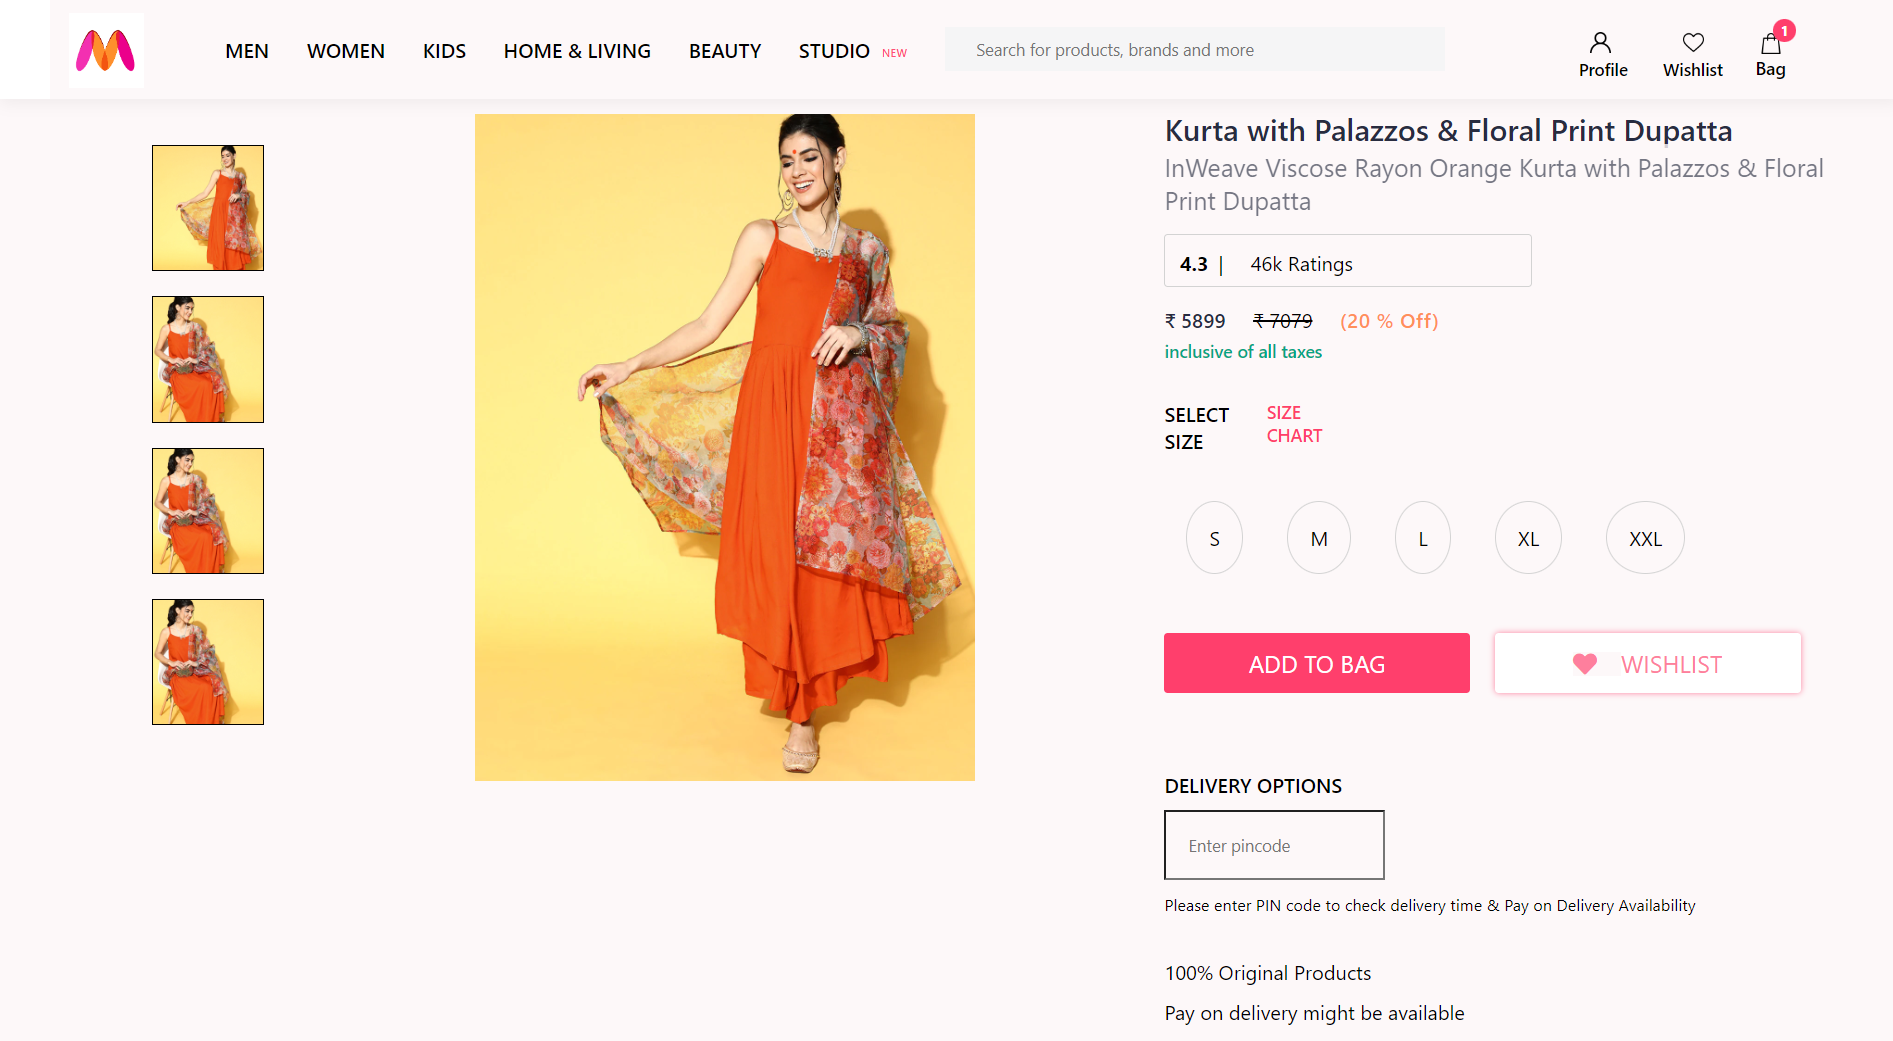 MEN WOMEN KIDS HOME & LIVING BEAUTY STUDIO NEW Search for products, brands and more Profile Wishlist Bag 1
Kurta with Palazzos & Floral Print Dupatta
InWeave Viscose Rayon Orange Kurta with Palazzos & Floral
Print Dupatta
4.3 | 46k Ratings
₹ 5899 ₹ 7079 (20 % Off)
inclusive of all taxes
SELECT
SIZE
SIZE
CHART
S M L XL XXL
ADD TO BAG WISHLIST
DELIVERY OPTIONS
Enter pincode
Please enter PIN code to check delivery time & Pay on Delivery Availability
100% Original Products
Pay on delivery might be available